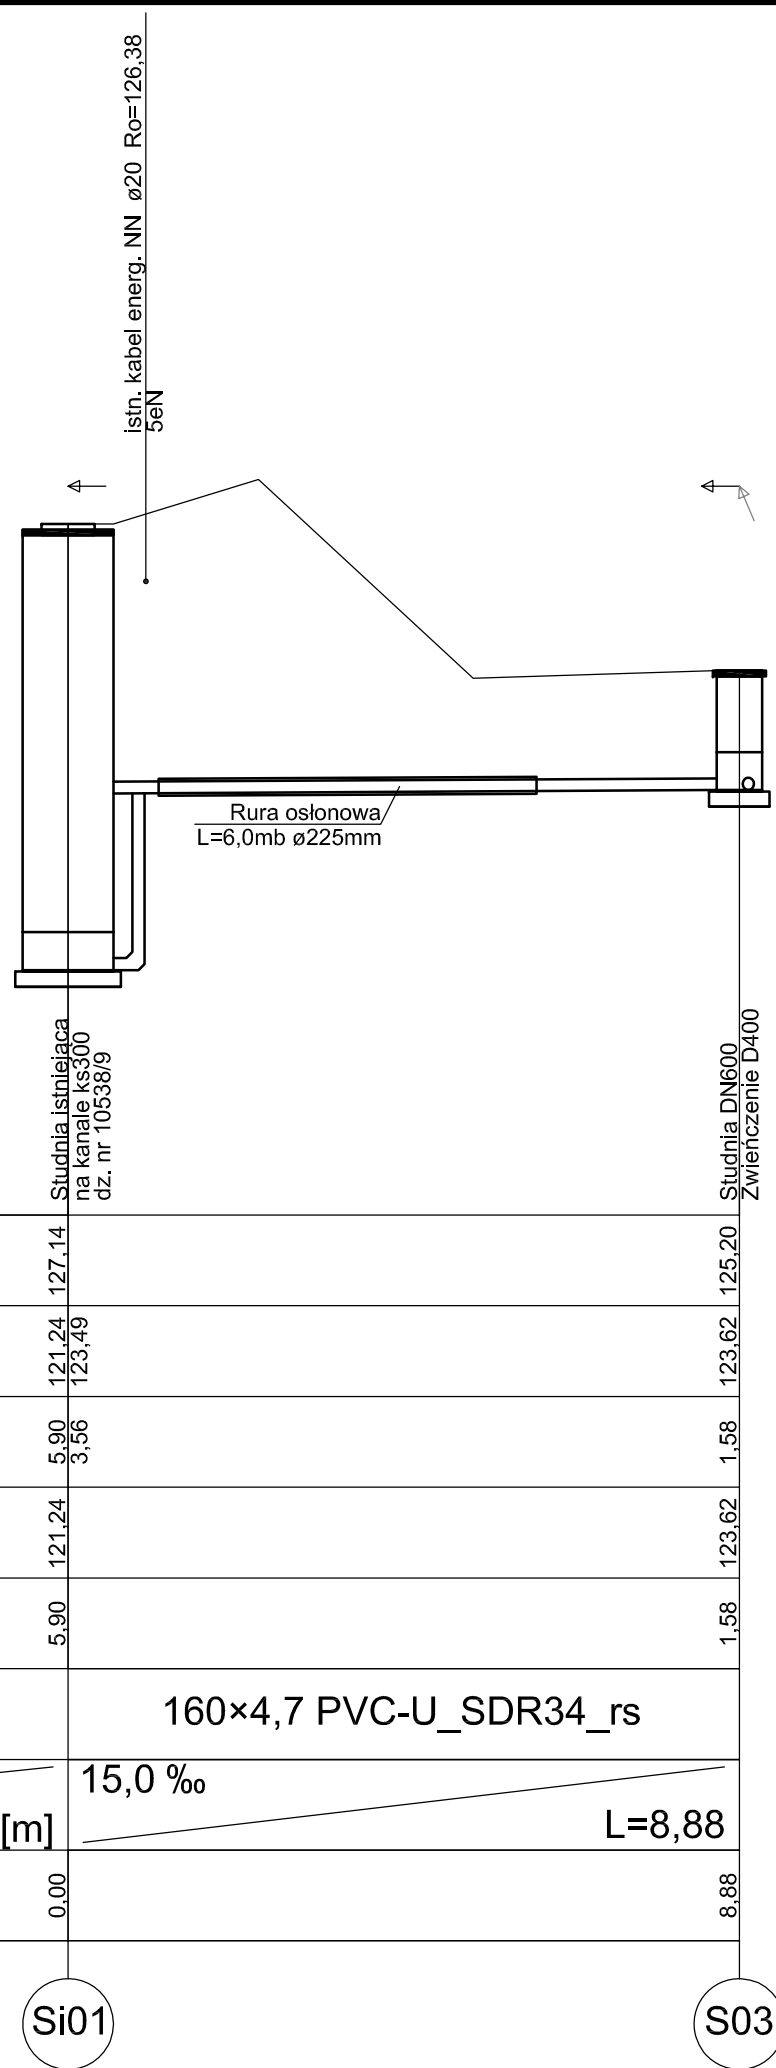 istn. kabel energ. NN ø20 Ro=126,38
5eN
Rura osłonowa
L=6,0mb ø225mm
Studnia istniejąca
na kanale ks300
dz. nr 10538/9
Studnia DN600
Zwieńczenie D400
127,14
125,20
121,24
123,49
123,62
5,90
3,56
1,58
121,24
123,62
5,90
1,58
160×4,7 PVC-U_SDR34_rs
15,0 ‰
[m]
L=8,88
0,00
8,88
Si01
S03